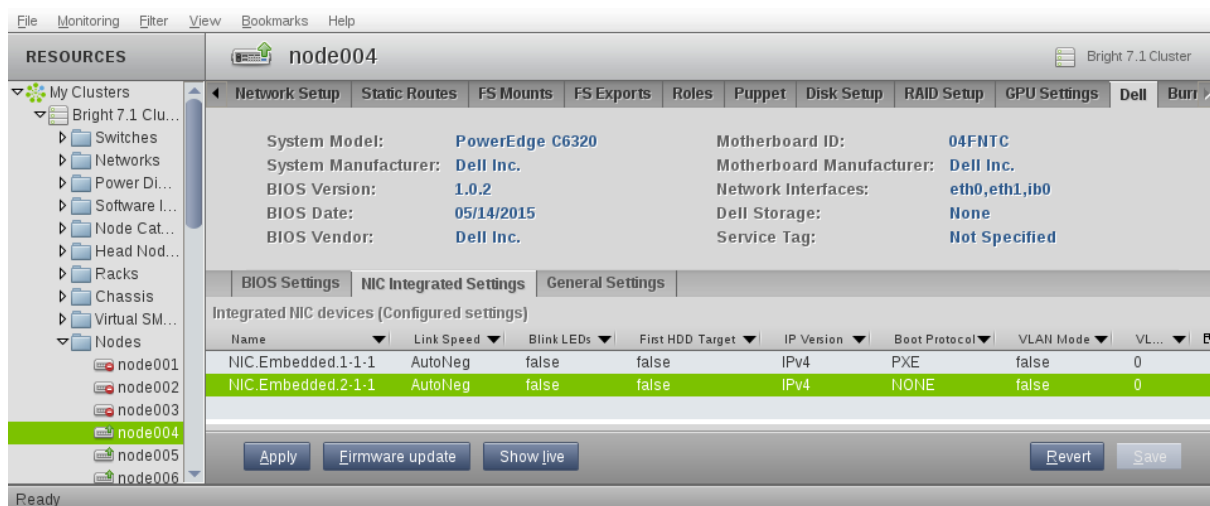 File Monitoring Filter View Bookmarks Help
RESOURCES
node004
Bright 7.1 Cluster
My Clusters
Bright 7.1 Clu...
Switches
Networks
Power Di...
Software I...
Node Cat...
Head Nod...
Racks
Chassis
Virtual SM...
Nodes
node001
node002
node003
node004
node005
node006
Network Setup Static Routes FS Mounts FS Exports Roles Puppet Disk Setup RAID Setup GPU Settings Dell
System Model: PowerEdge C6320 Motherboard ID: 04FNTC
System Manufacturer: Dell Inc. Motherboard Manufacturer: Dell Inc.
BIOS Version: 1.0.2 Network Interfaces: eth0,eth1,ib0
BIOS Date: 05/14/2015 Dell Storage: None
BIOS Vendor: Dell Inc. Service Tag: Not Specified
BIOS Settings NIC Integrated Settings General Settings
Integrated NIC devices (Configured settings)
Name Link Speed Blink LEDs First HDD Target IP Version Boot Protocol VLAN Mode VL...
NIC.Embedded.1-1-1 AutoNeg false false IPv4 PXE false 0
NIC.Embedded.2-1-1 AutoNeg false false IPv4 NONE false 0
Apply Firmware update Show live Revert Save
Ready